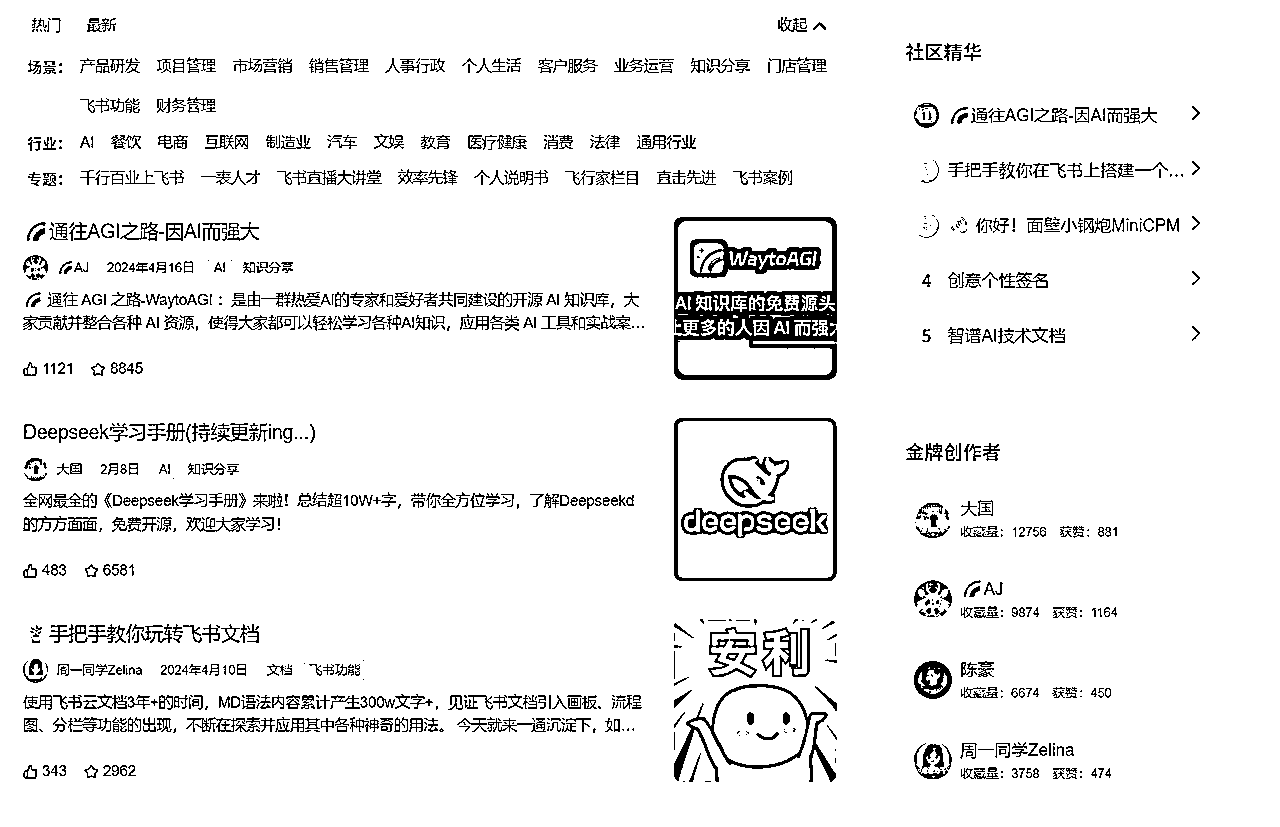 热门 最新 收起
场景： 产品研发 项目管理 市场营销 销售管理 人事行政 个人生活 客户服务 业务运营 知识分享 门店管理
飞书功能 财务管理
行业： AI 餐饮 电商 互联网 制造业 汽车 文娱 教育 医疗健康 消费 法律 通用行业
专题： 千行百业上飞书 一表人才 飞书直播大讲堂 效率先锋 个人说明书 飞行家栏目 直击先进 飞书案例
通往AGI之路-因AI而强大
AJ 2024年4月16日 AI 知识分享
通往 AGI 之路-WaytoAGI ：是由一群热爱AI的专家和爱好者共同建设的开源 AI 知识库，大
家贡献并整合各种 AI 资源，使得大家都可以轻松学习各种AI知识，应用各类 AI 工具和实战案...
1121 8845
WaytoAGI
AI 知识库的免费源头
让更多的人因 AI 而强大
Deepseek学习手册(持续更新ing...)
大国 2月8日 AI 知识分享
全网最全的《Deepseek学习手册》来啦！总结超10W+字，带你全方位学习，了解Deepseekd
的方方面面，免费开源，欢迎大家学习！
483 6581
deepseek
手把手教你玩转飞书文档
周一同学Zelina 2024年4月10日 文档 飞书功能
使用飞书云文档3年+的时间，MD语法内容累计产生300w文字+，见证飞书文档引入画板、流程
图、分栏等功能的出现，不断在探索并应用其中各种神奇的用法。 今天就来一通沉淀下，如...
343 2962
安利
社区精华
通往AGI之路-因AI而强大
手把手教你在飞书上搭建一个...
你好！面壁小钢炮MiniCPM
4 创意个性签名
5 智谱AI技术文档
金牌创作者
大国
收藏量：12756 获赞：881
AJ
收藏量：9874 获赞：1164
陈豪
收藏量：6674 获赞：450
周一同学Zelina
收藏量：3758 获赞：474